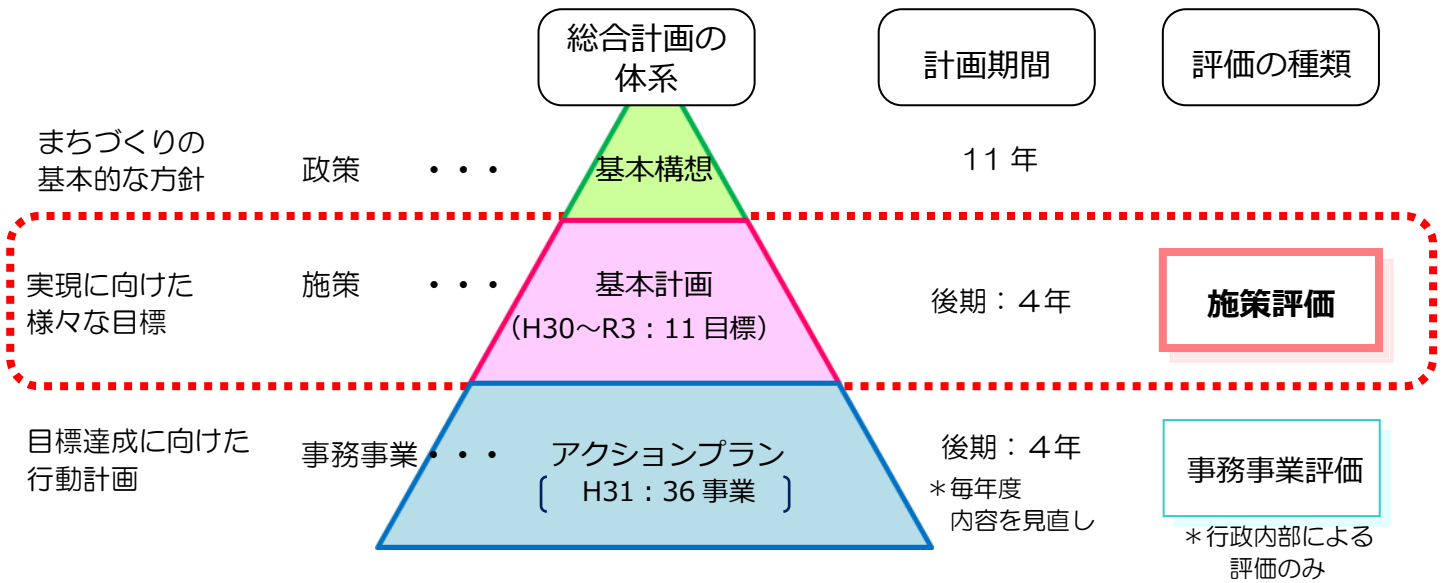 総合計画の
体系
計画期間
評価の種類
まちづくりの
基本的な方針
政策 ・・・
基本構想
11年
実現に向けた
様々な目標
施策 ・・・
基本計画
（H30～R3：11目標）
後期：４年
施策評価
目標達成に向けた
行動計画
事務事業・・・
アクションプラン
〔 H31：36事業 〕
後期：４年
＊毎年度
内容を見直し
事務事業評価
＊行政内部による
評価のみ